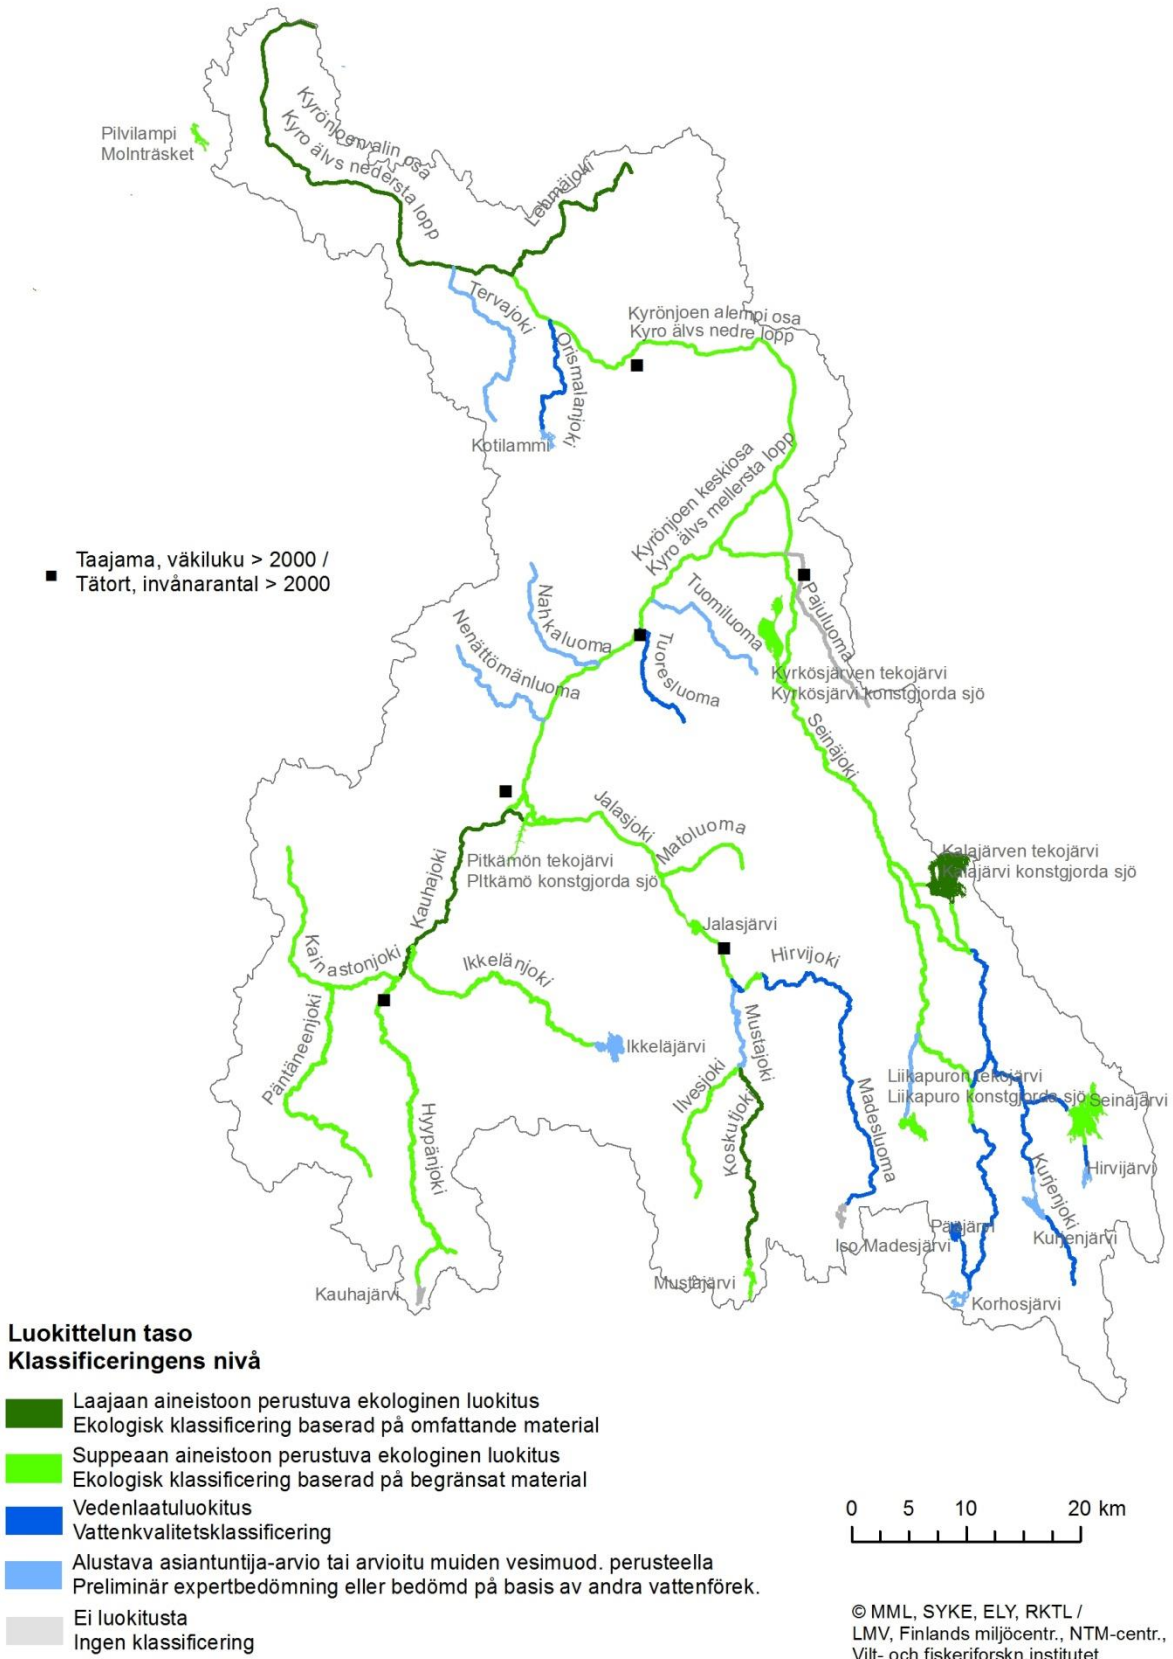 Kyrönjoen alin osa
Kyro älvs nedersta lopp
Pilvilampi
Molnträsket
Lehmäjoki
Tervajoki
Orismalanjoki
Kyrönjoen alempi osa
Kyro älvs nedre lopp
Kotilammi
Kyrönjoen keskiosa
Kyro älvs mellersta lopp
Taajama, väkiluku > 2000 /
Tätort, invånarantal > 2000
Nahkaluoma
Nenättömänluoma
Tuomiluoma
Tuoresluoma
Pajuluoma
Kyrkösjärven tekojärvi
Kyrkösjärvi konstgjorda sjö
Seinäjoki
Jalasjoki
Matoluoma
Pitkämön tekojärvi
PItkämö konstgjorda sjö
Kauhajoki
Kalajärven tekojärvi
Kalajärvi konstgjorda sjö
Jalasjärvi
Kainastonjoki
Ikkelänjoki
Hirvijoki
Päntäneenjoki
Ikkeläjärvi
Mustajoki
Ilvesjoki
Koskutjoki
Hyypänjoki
Madesluoma
Liikapuron tekojärvi
Liikapuro konstgjorda sjö
Seinäjärvi
Hirvijärvi
Kurjenjoki
Kurjenjärvi
Päijärvi
Iso Madesjärvi
Kauhajärvi
Mustajärvi
Korhosjärvi
Luokittelun taso
Klassificeringens nivå
Laajaan aineistoon perustuva ekologinen luokitus
Ekologisk klassificering baserad på omfattande material
Suppeaan aineistoon perustuva ekologinen luokitus
Ekologisk klassificering baserad på begränsat material
Vedenlaatuluokitus
Vattenkvalitetsklassificering
Alustava asiantuntija-arvio tai arvioitu muiden vesimuod. perusteella
Preliminär expertbedömning eller bedömd på basis av andra vattenförek.
Ei luokitusta
Ingen klassificering
0 5 10 20 km
© MML, SYKE, ELY, RKTL /
LMV, Finlands miljöcentr., NTM-centr.,
Vilt- och fiskeriforskn institutet